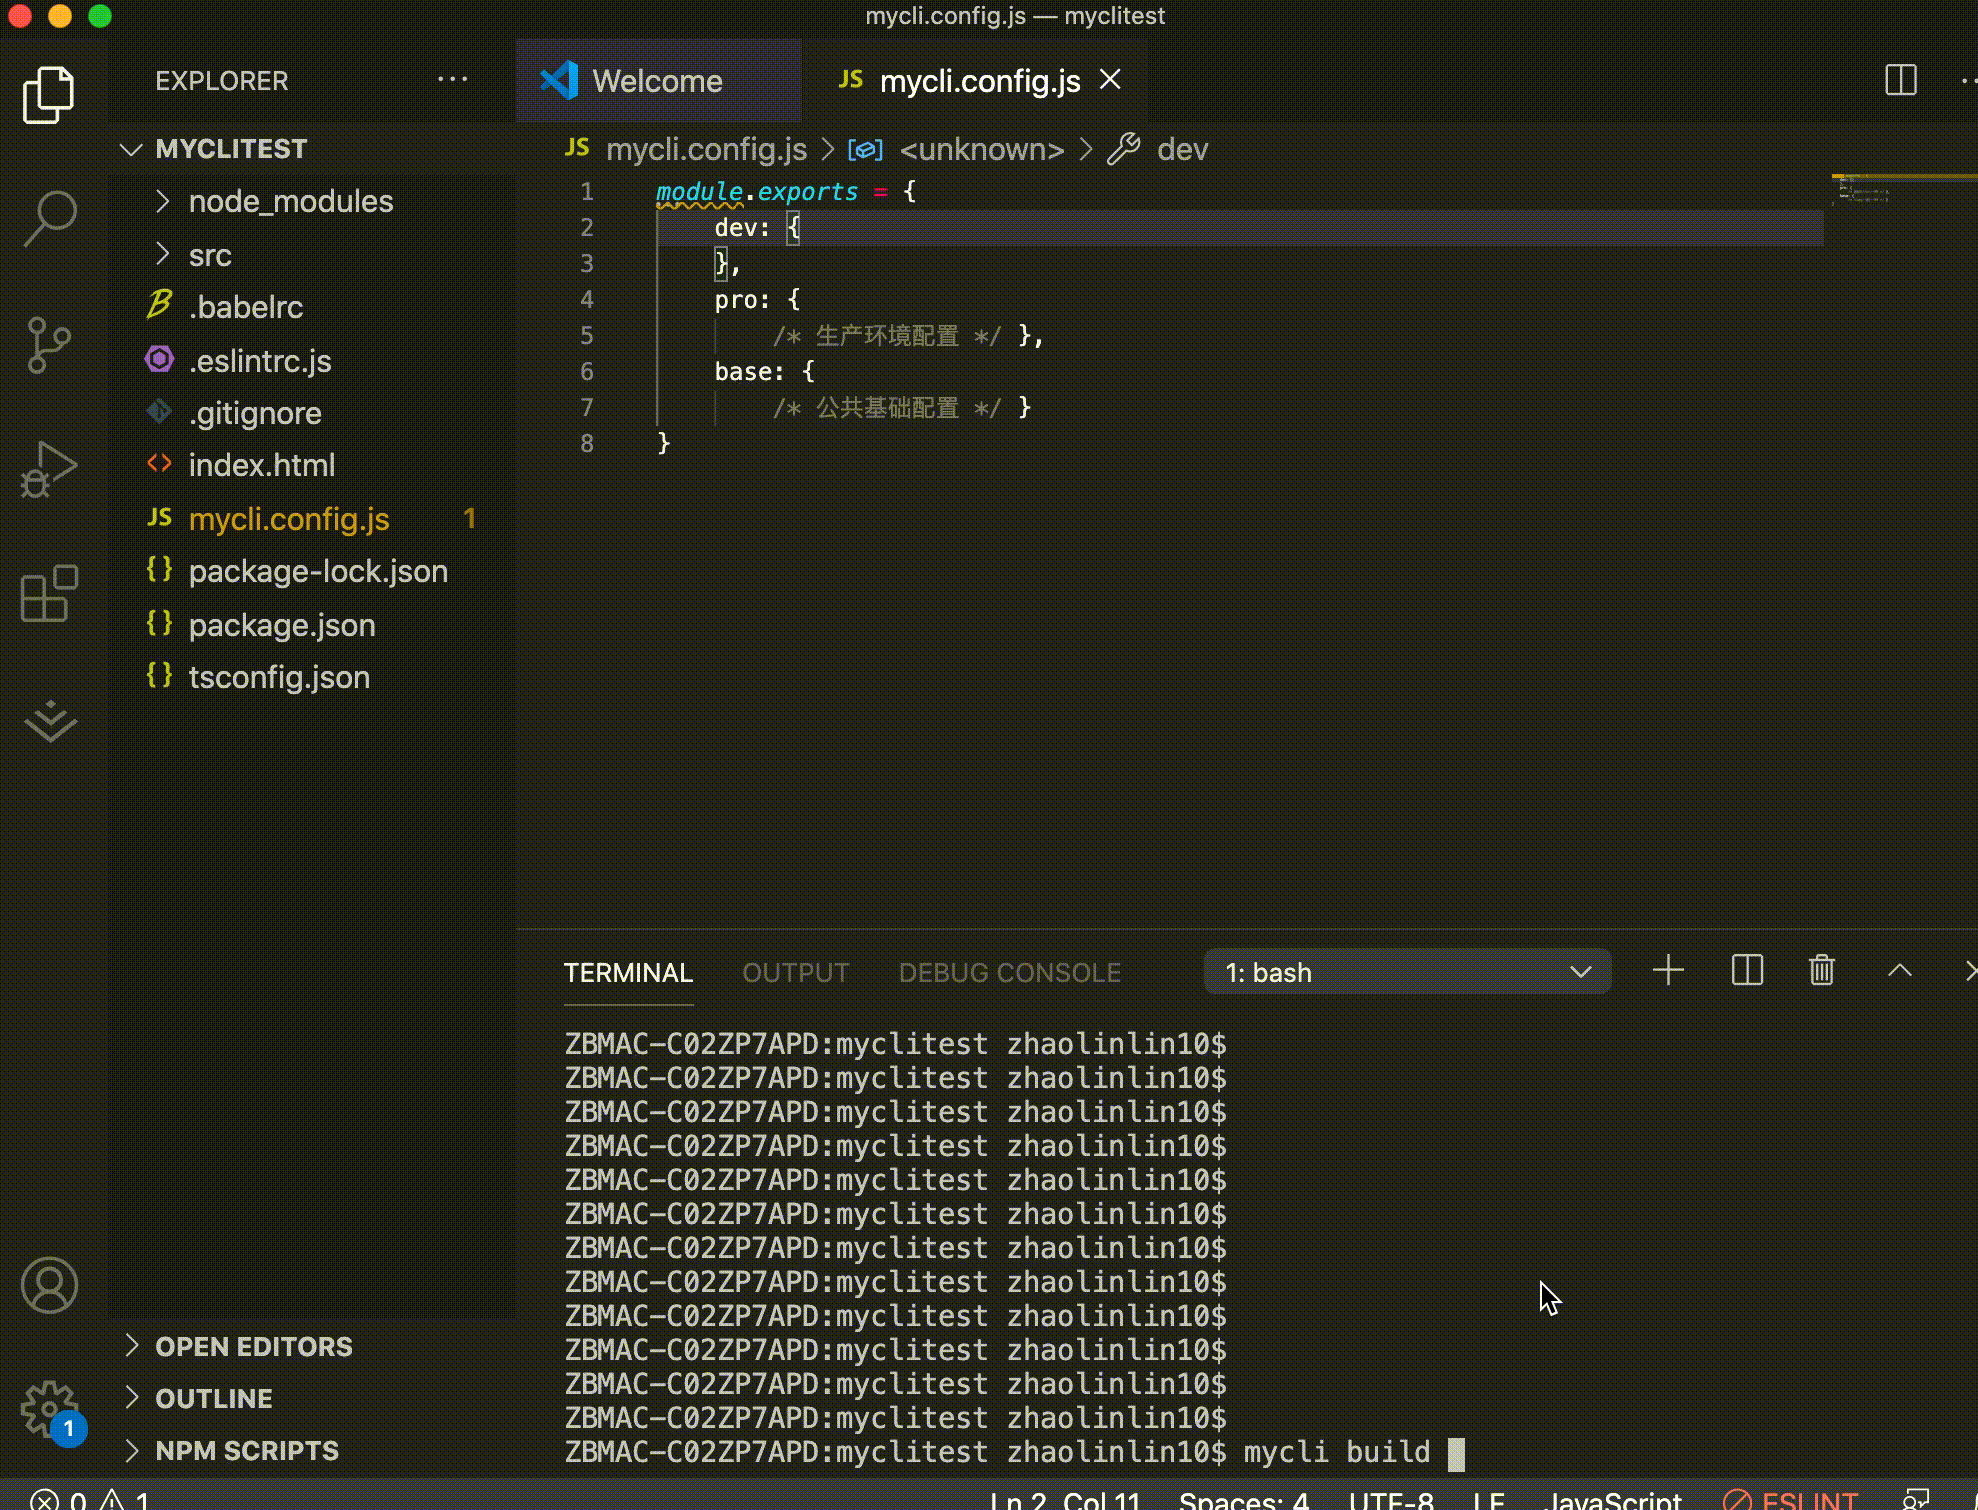 mycli.config.js — myclitest
EXPLORER
MYCLITEST
node_modules
src
.babelrc
.eslintrc.js
.gitignore
index.html
JS mycli.config.js 1
{} package-lock.json
{} package.json
{} tsconfig.json
OPEN EDITORS
OUTLINE
NPM SCRIPTS
1
Welcome
JS mycli.config.js
JS mycli.config.js > <unknown> > dev
1 module.exports = {
2 dev: {
3 },
4 pro: {
5 /* 生产环境配置 */ },
6 base: {
7 /* 公共基础配置 */ }
8 }
TERMINAL OUTPUT DEBUG CONSOLE 1: bash
ZBMAC-C02ZP7APD:myclitest zhaolinlin10$
ZBMAC-C02ZP7APD:myclitest zhaolinlin10$
ZBMAC-C02ZP7APD:myclitest zhaolinlin10$
ZBMAC-C02ZP7APD:myclitest zhaolinlin10$
ZBMAC-C02ZP7APD:myclitest zhaolinlin10$
ZBMAC-C02ZP7APD:myclitest zhaolinlin10$
ZBMAC-C02ZP7APD:myclitest zhaolinlin10$
ZBMAC-C02ZP7APD:myclitest zhaolinlin10$
ZBMAC-C02ZP7APD:myclitest zhaolinlin10$
ZBMAC-C02ZP7APD:myclitest zhaolinlin10$
ZBMAC-C02ZP7APD:myclitest zhaolinlin10$
ZBMAC-C02ZP7APD:myclitest zhaolinlin10$
ZBMAC-C02ZP7APD:myclitest zhaolinlin10$ mycli build
0 1 Ln 2, Col 11 Spaces: 4 UTF-8 LF JavaScript ESLINT